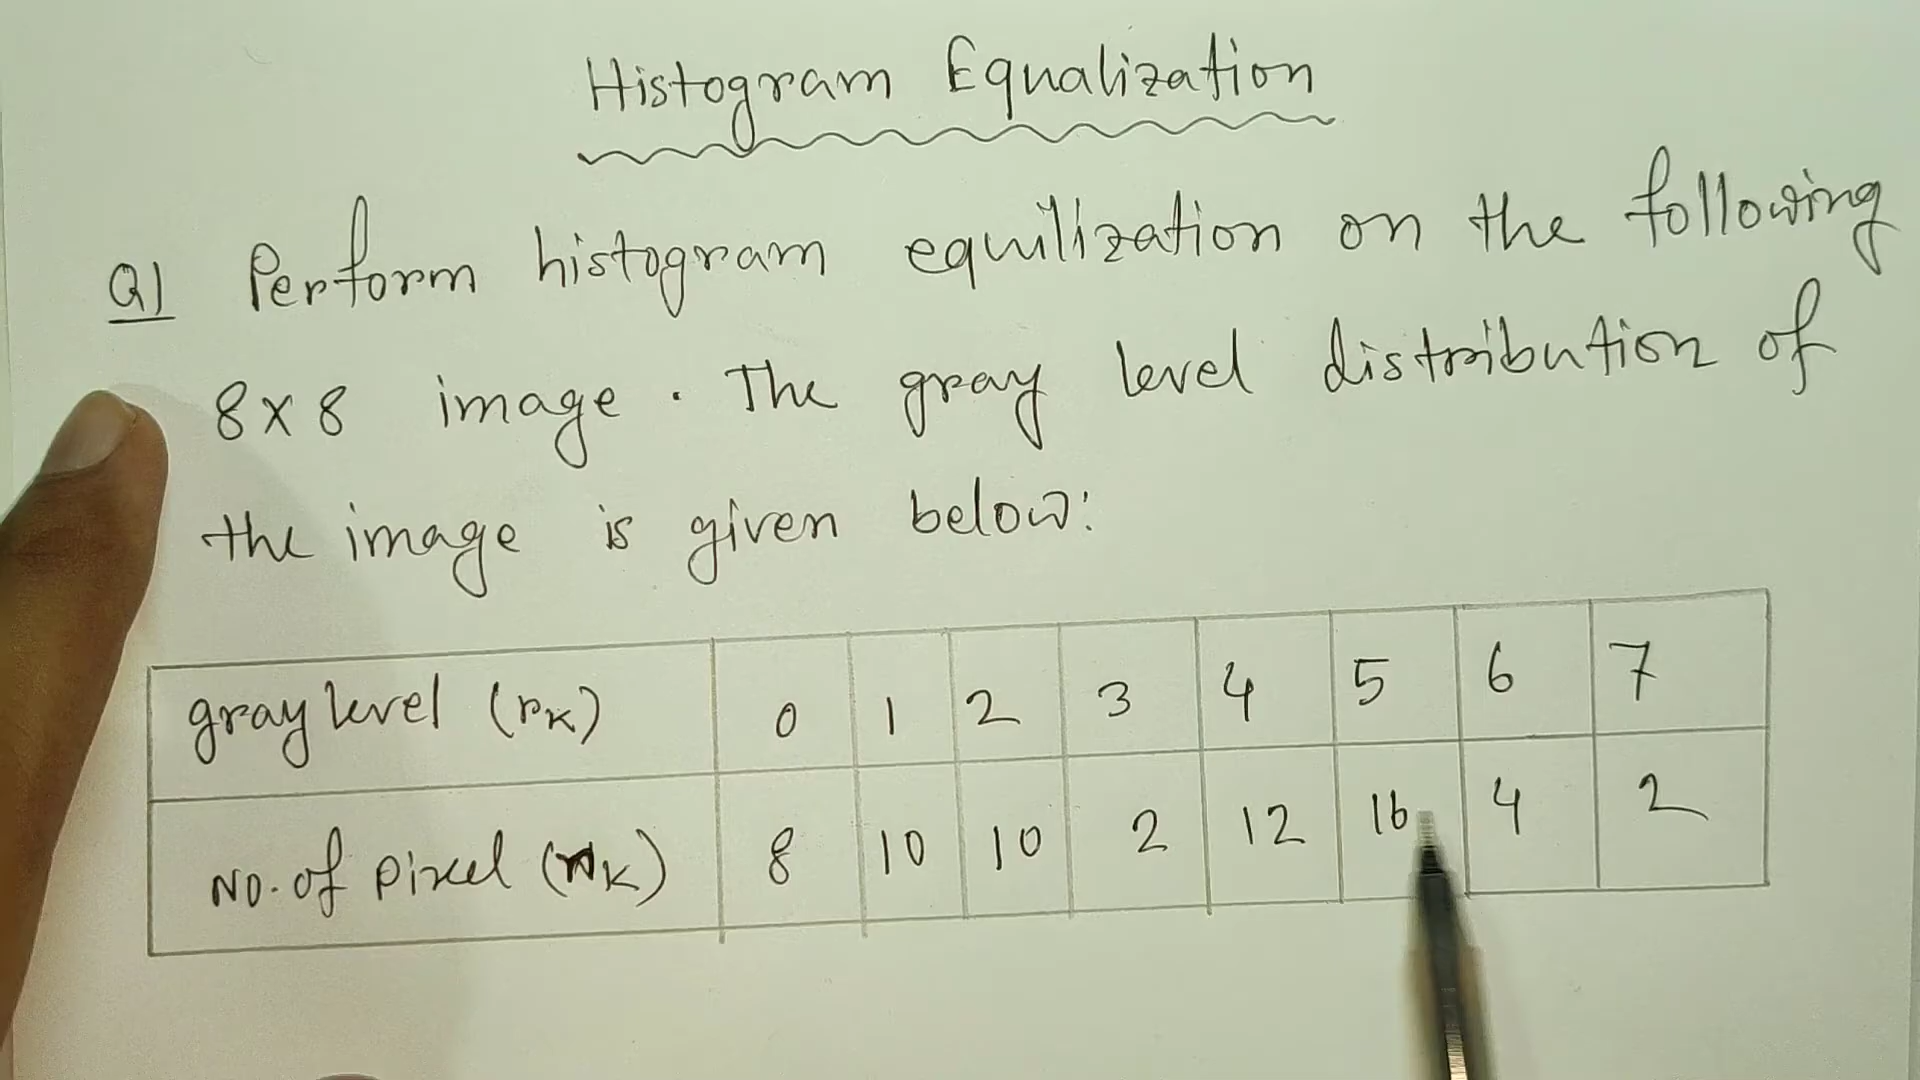 Histogram Equalization
Q1 Perform histogram equilization on the following
8x8 image. The gray level distribution of
the image is given below:
gray level (rK) 0 1 2 3 4 5 6 7
No. of pixel (nK) 8 10 10 2 12 16 4 2